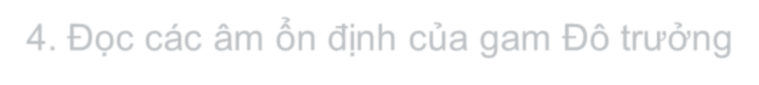 4. Đọc các âm ổn định của gam Đô trưởng